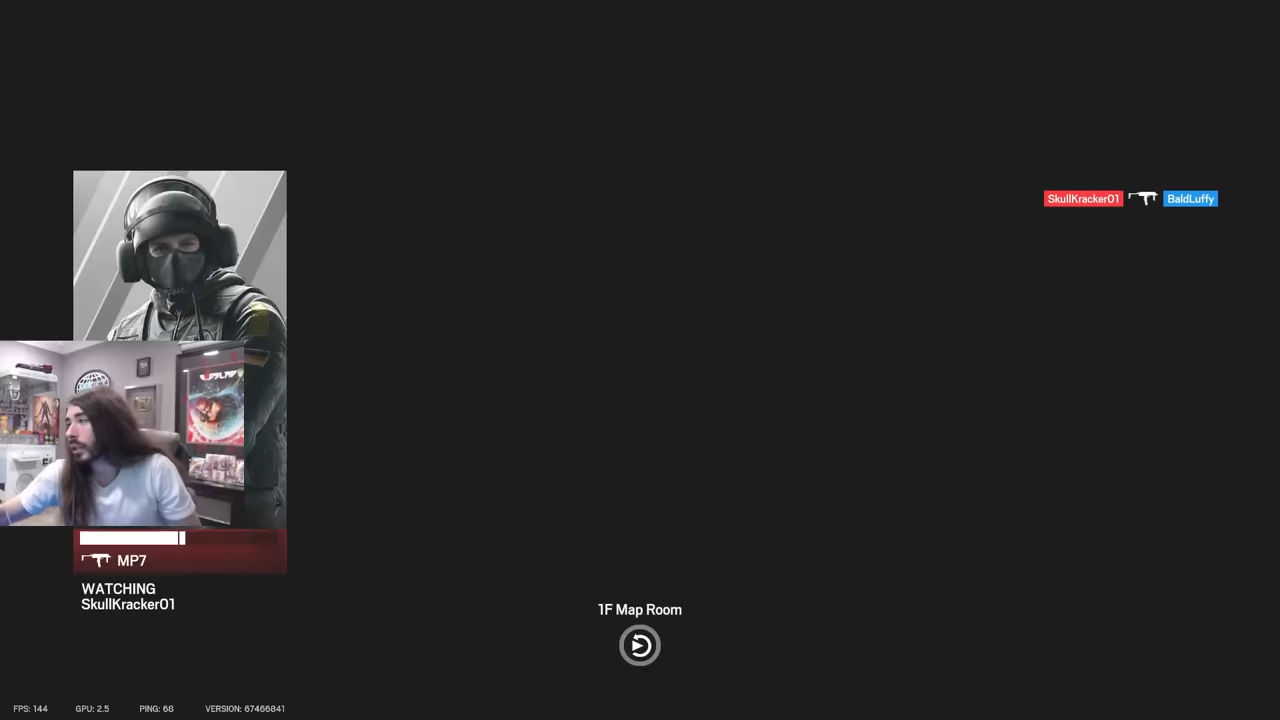 SkullKracker01 BaldLuffy
MP7
WATCHING
SkullKracker01
1F Map Room
FPS: 144 GPU: 2.5 PING: 68 VERSION: 67466841